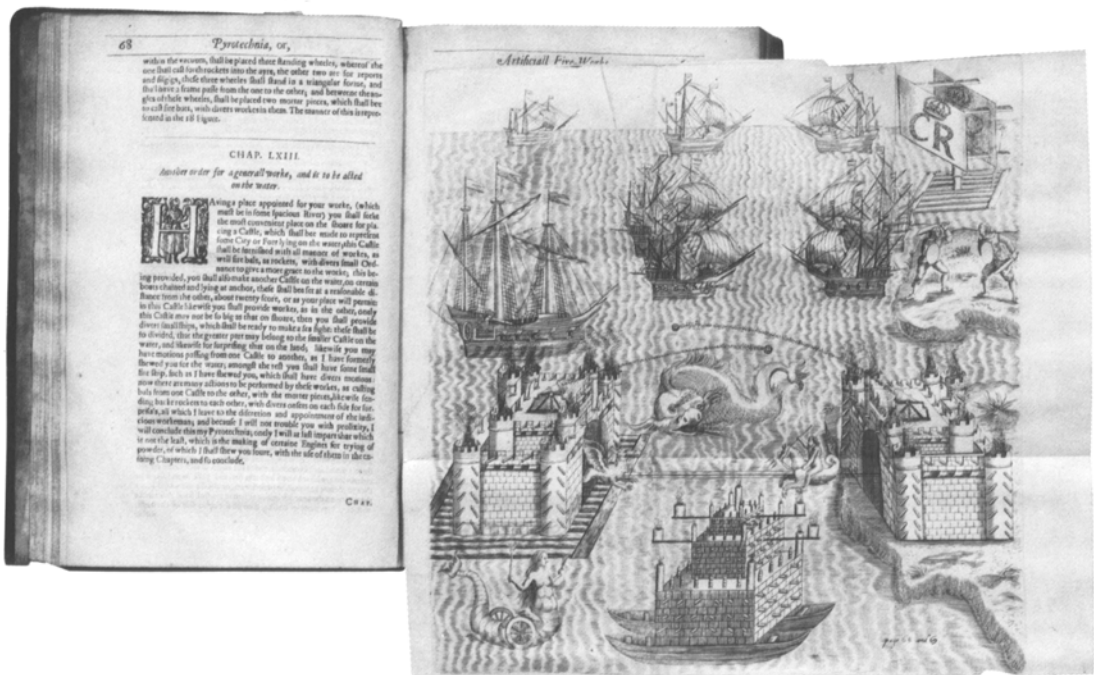 68 Pyrotechnia, or,
within the vacuum, shall be placed three standing wheeles, whereof the
one shall cast forth rockets into the ayre, the other two are for reports
and fisgigs, these three wheeles shall stand in a triangular forme, and
shall have a frame passe from the one to the other; and betweene the an-
gles of these wheeles, shall be placed two morter pieces, which shall bee
to cast fire bals, with divers workes in them. The manner of this is repre-
sented in the 18 Figure.
CHAP. LXIII.
Another order for a generall worke, and is to be acted
on the water.
HAving a place appointed for your worke, (which
must be in some spacious River) you shall seeke
the most convenient place on the shoare for pla-
cing a Castle, which shall bee made to represent
some City or Fort lying on the water, this Castle
shall be furnished with all manner of workes, as
well fire bals, as rockets, with divers small Ord-
nance to give a more grace to the worke; this be-
ing provided, you shall also make another Castle on the water, on certain
boats chained and lying at anchor, these shall bee set at a reasonable di-
stance from the other, about twenty score, or as your place will permit:
in this Castle likewise you shall provide workes, as in the other, onely
this Castle may not be so big as that on shoare, then you shall provide
divers small ships, which shall be ready to make a sea fight: these shall be
so divided, that the greater part may belong to the smaller Castle on the
water, and likewise for surprising that on the land; likewise you may
have motions passing from one Castle to another, as I have formerly
shewed you for the water; amongst the rest you shall have some small
fire ship, such as I have shewed you, which shall have divers motions:
now there are many actions to be performed by these workes, as casting
bals from one Castle to the other, with the morter pieces, likewise sen-
ding backe rockets to each other, with divers onsets on each side for sur-
prisals, all which I leave to the discretion and appointment of the judi-
cious workeman; and because I will not trouble you with prolixity, I
will conclude this my Pyrotechnia; onely I will at last impart that which
is not the least, which is the making of certaine Engines for trying of
powder, of which I shall shew you foure, with the use of them in the en-
suing Chapters, and so conclude.
CHAP.
Artificiall Fire-Works
CR
page 68 and 69